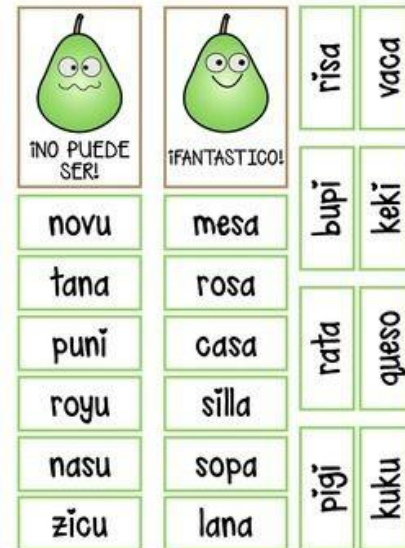 ¡NO PUEDE
SER!
novu
tana
puni
royu
nasu
zicu
¡FANTASTICO!
mesa
rosa
casa
silla
sopa
lana
risa
bupi
rata
pigi
vaca
keki
queso
kuku